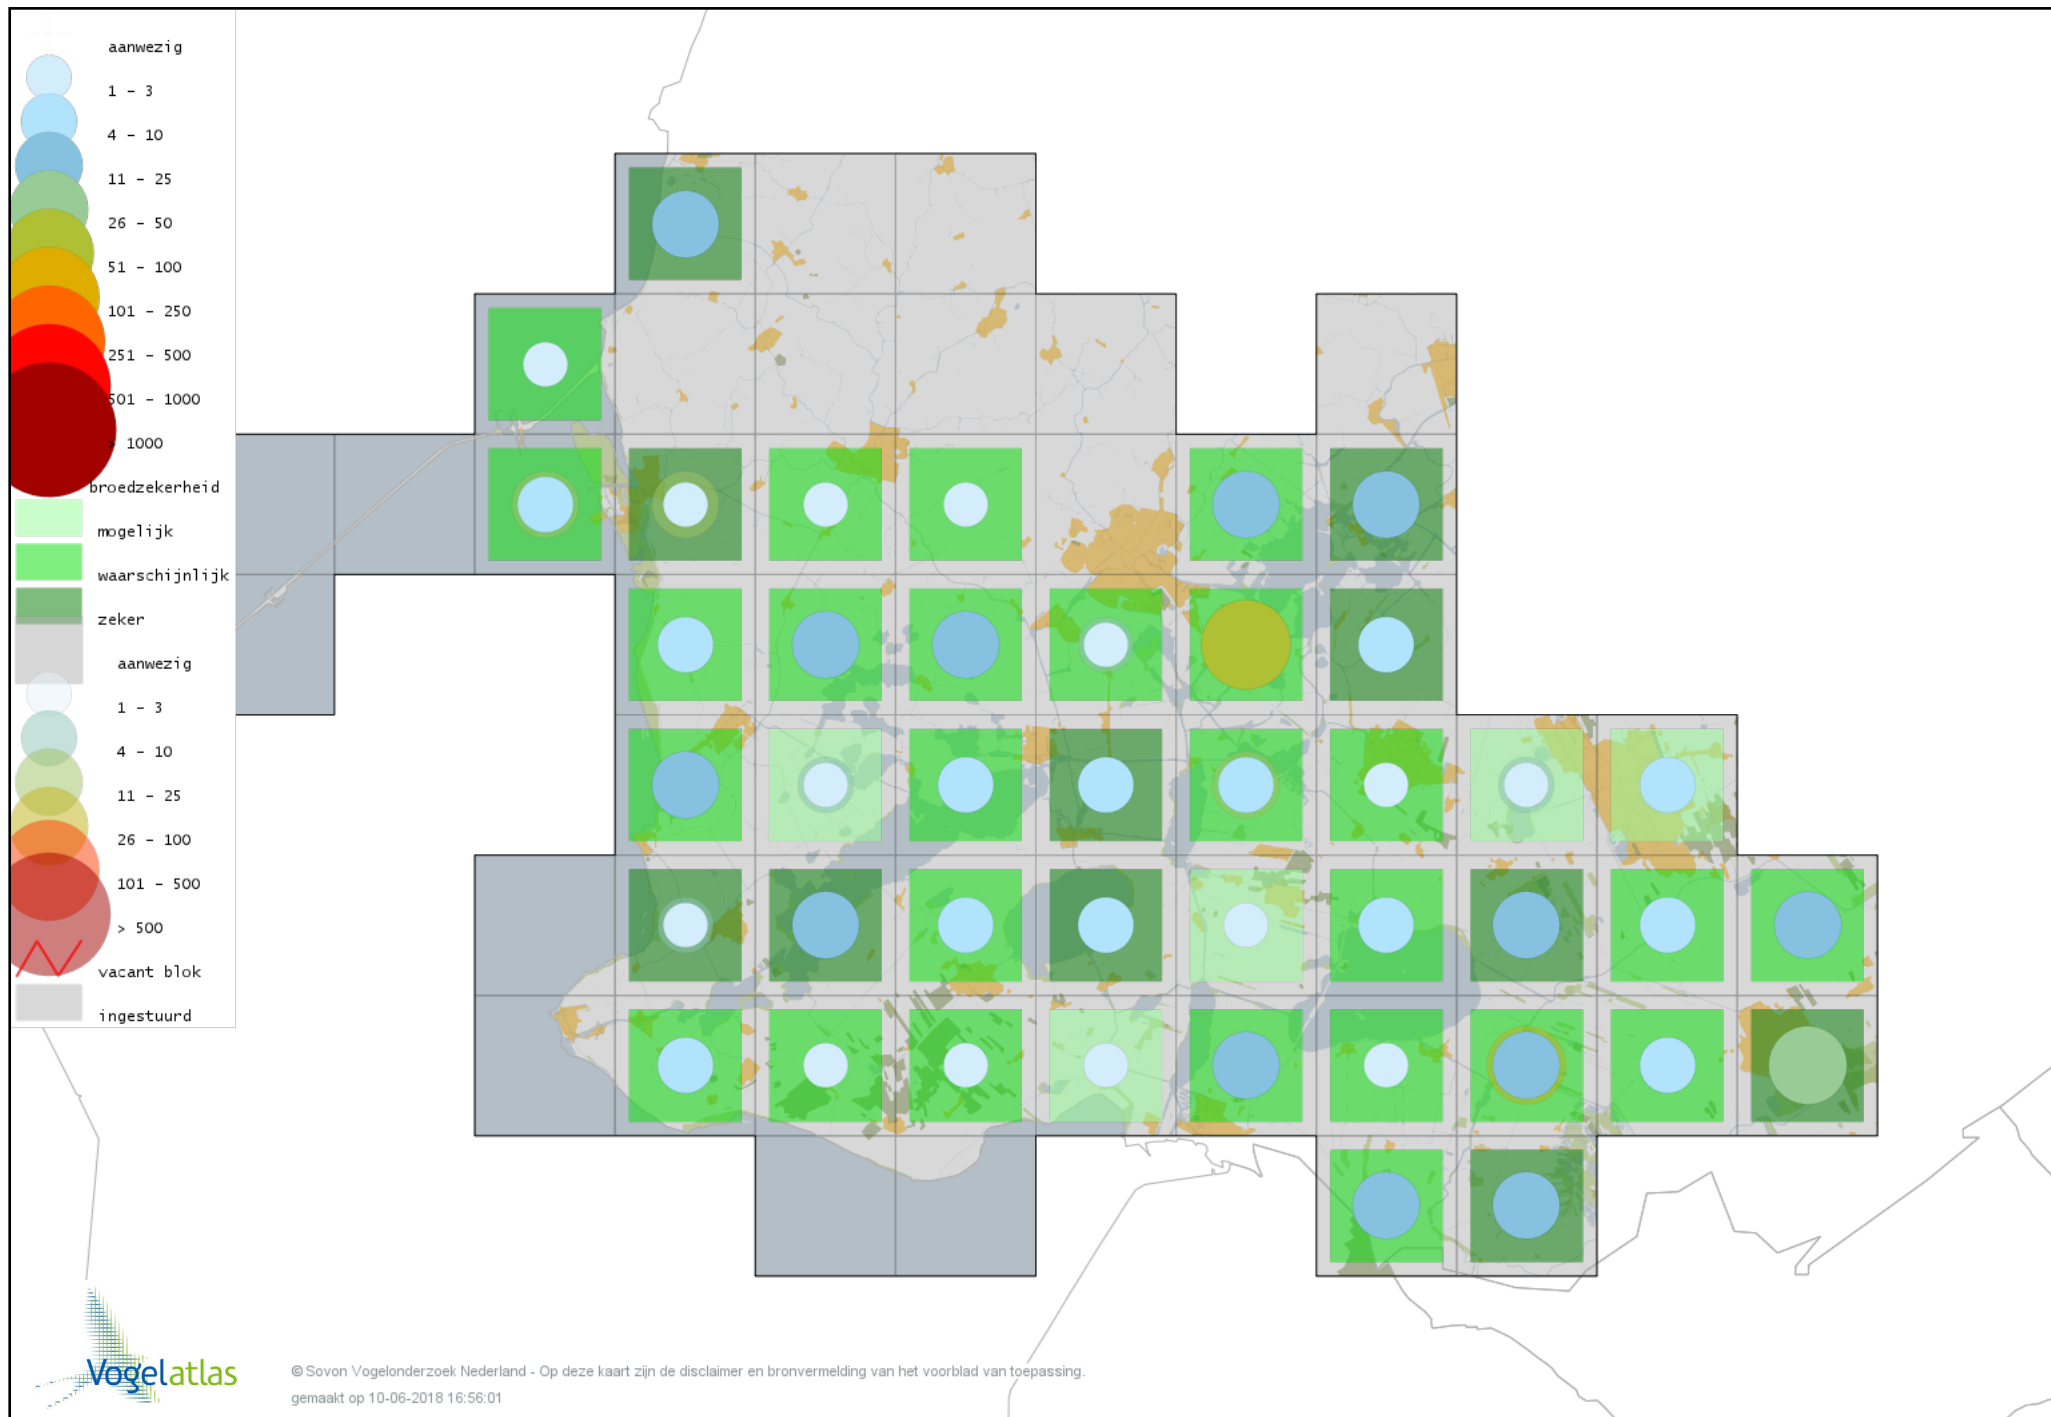 aanwezig
1 - 3
4 - 10
11 - 25
26 - 50
51 - 100
101 - 250
251 - 500
501 - 1000
> 1000
broedzekerheid
mogelijk
waarschijnlijk
zeker
aanwezig
1 - 3
4 - 10
11 - 25
26 - 100
101 - 500
> 500
vacant blok
ingestuurd
Vogelatlas
© Sovon Vogelonderzoek Nederland - Op deze kaart zijn de disclaimer en bronvermelding van het voorblad van toepassing.
gemaakt op 10-06-2018 16:56:01